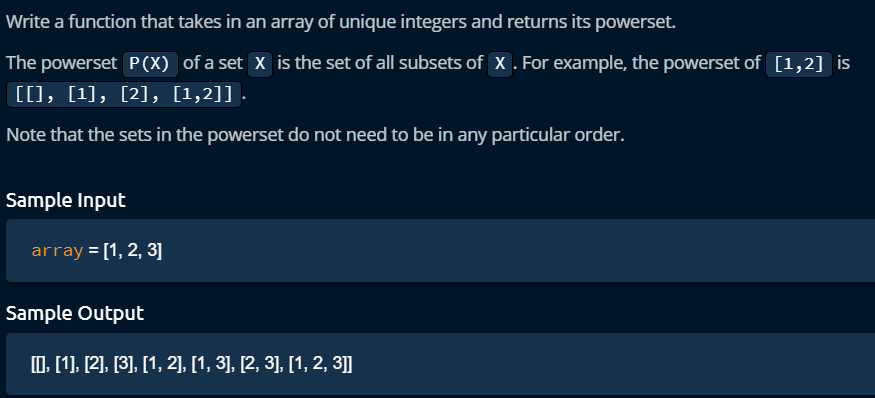 Write a function that takes in an array of unique integers and returns its powerset.
The powerset P(X) of a set X is the set of all subsets of X. For example, the powerset of [1,2] is
[[], [1], [2], [1,2]].
Note that the sets in the powerset do not need to be in any particular order.
Sample Input
array = [1, 2, 3]
Sample Output
[[], [1], [2], [3], [1, 2], [1, 3], [2, 3], [1, 2, 3]]